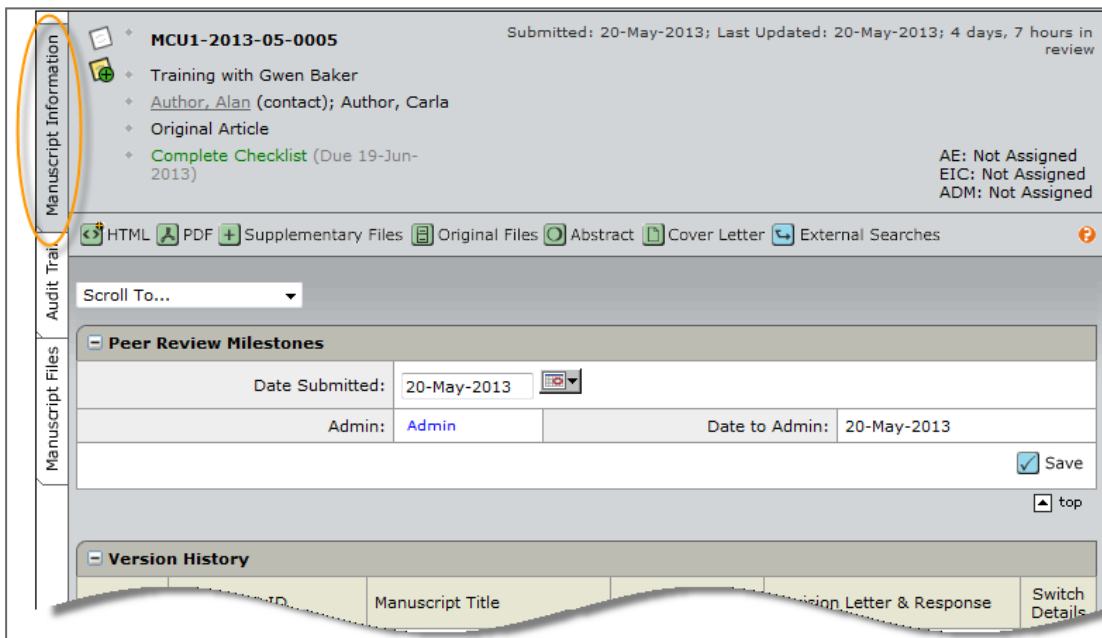 Manuscript Information
Audit Trail
Manuscript Files
MCU1-2013-05-0005
Submitted: 20-May-2013; Last Updated: 20-May-2013; 4 days, 7 hours in
review
Training with Gwen Baker
Author, Alan (contact); Author, Carla
Original Article
Complete Checklist (Due 19-Jun-
2013)
AE: Not Assigned
EIC: Not Assigned
ADM: Not Assigned
HTML PDF Supplementary Files Original Files Abstract Cover Letter External Searches
Scroll To...
Peer Review Milestones
Date Submitted: 20-May-2013
Admin: Admin Date to Admin: 20-May-2013
Save
top
Version History
Manuscript Title Letter & Response Switch
Details